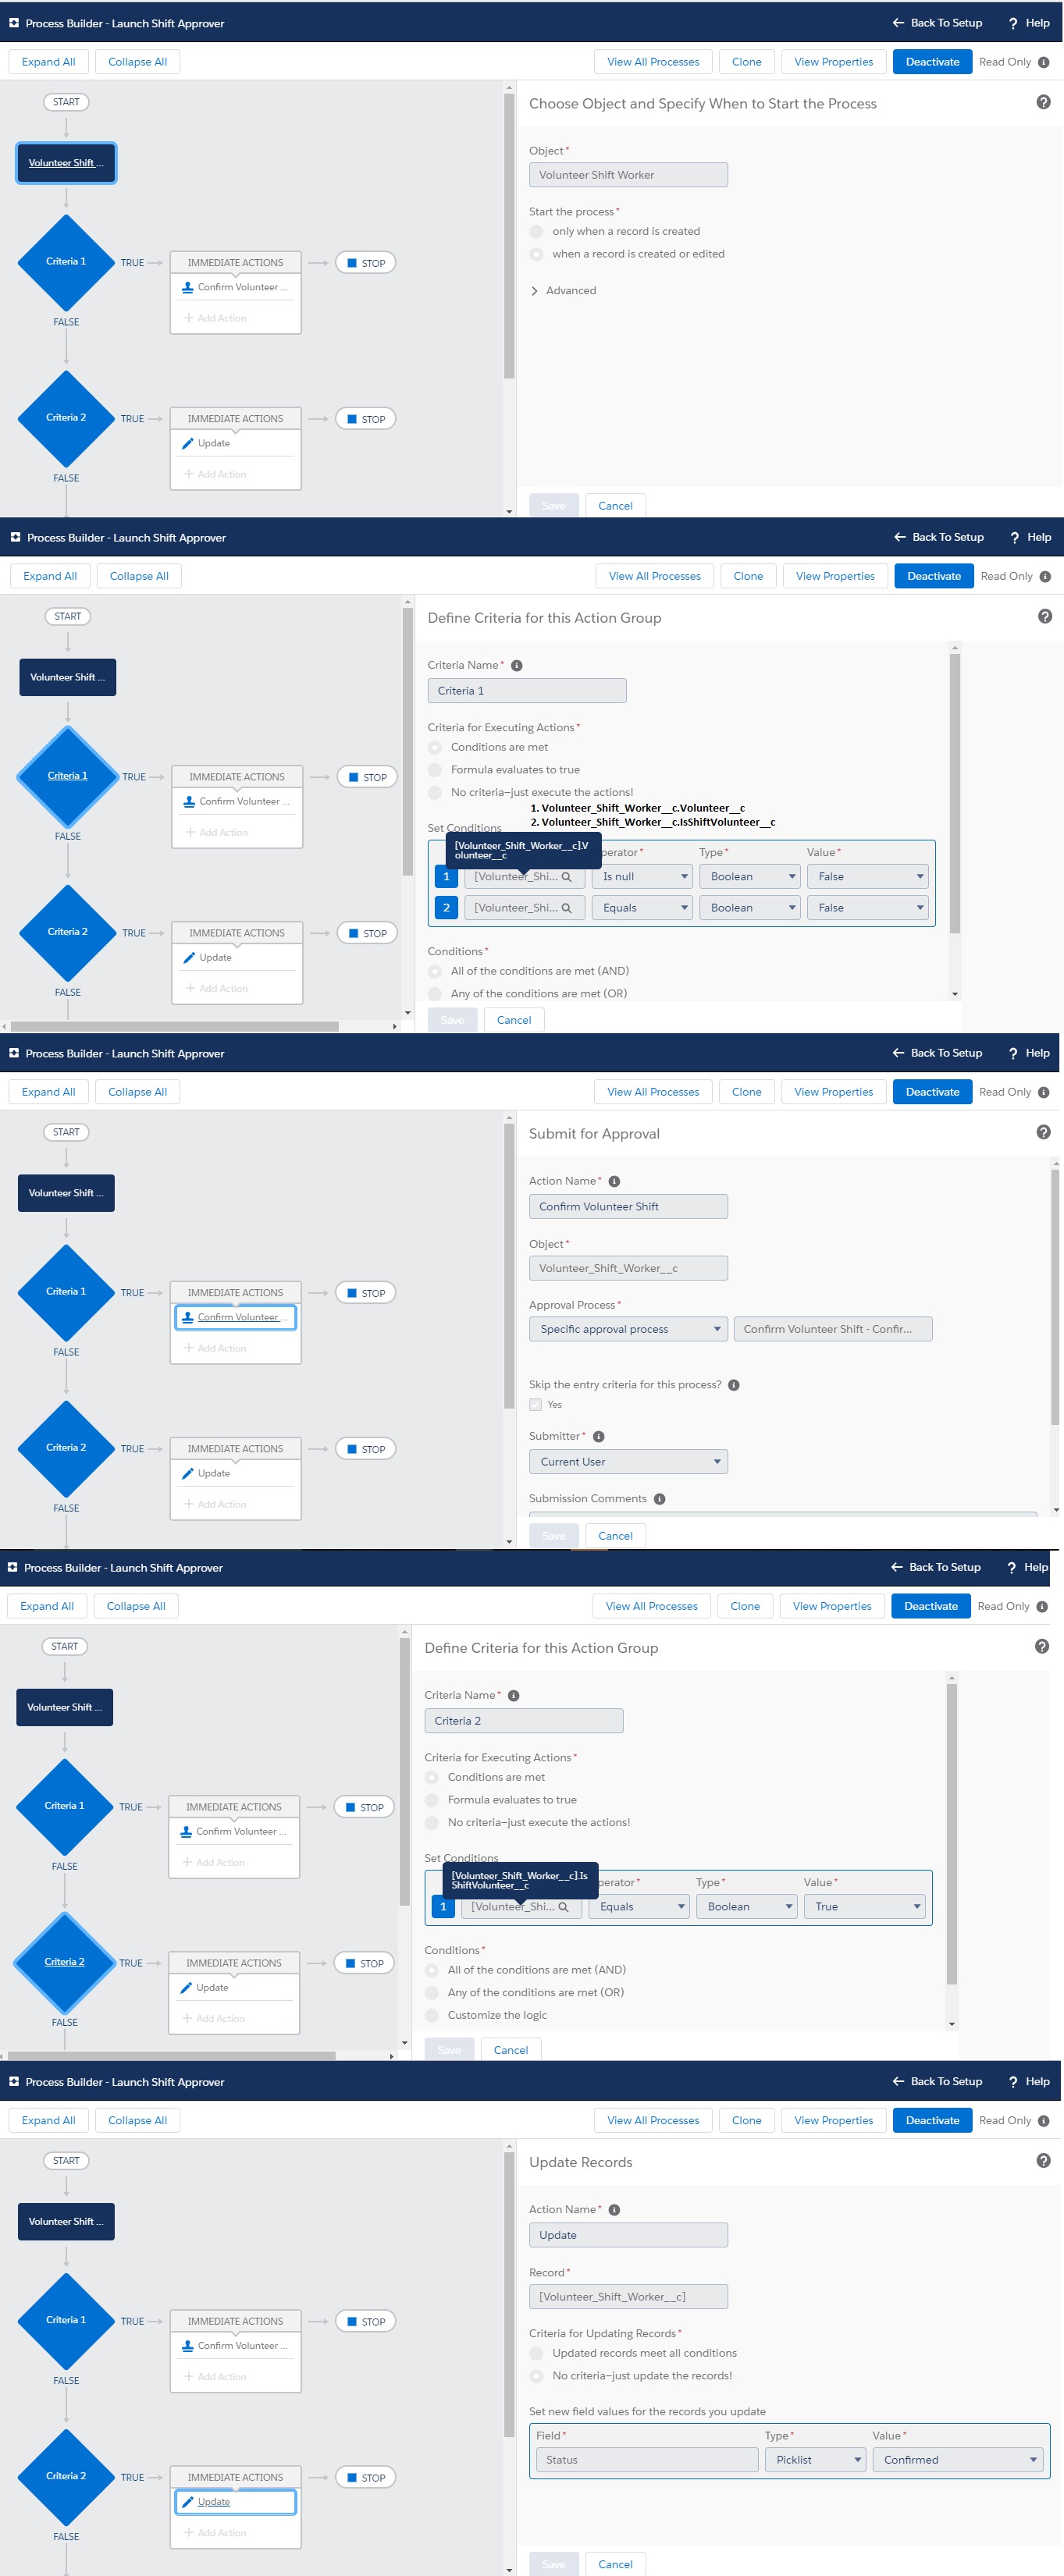 Process Builder - Launch Shift Approver
Back To Setup
? Help
Expand All
Collapse All
View All Processes
Clone
View Properties
Deactivate
Read Only
START
Volunteer Shift ...
Criteria 1
TRUE
IMMEDIATE ACTIONS
Confirm Volunteer ...
+ Add Action
STOP
FALSE
Criteria 2
TRUE
IMMEDIATE ACTIONS
Update
+ Add Action
STOP
FALSE
Choose Object and Specify When to Start the Process
Object*
Volunteer Shift Worker
Start the process*
only when a record is created
when a record is created or edited
Advanced
Save
Cancel
Process Builder - Launch Shift Approver
Back To Setup
? Help
Expand All
Collapse All
View All Processes
Clone
View Properties
Deactivate
Read Only
START
Volunteer Shift ...
Criteria 1
TRUE
IMMEDIATE ACTIONS
Confirm Volunteer ...
+ Add Action
STOP
FALSE
Criteria 2
TRUE
IMMEDIATE ACTIONS
Update
+ Add Action
STOP
FALSE
Define Criteria for this Action Group
Criteria Name*
Criteria 1
Criteria for Executing Actions*
Conditions are met
Formula evaluates to true
No criteria—just execute the actions!
1. Volunteer_Shift_Worker__c.Volunteer__c
2. Volunteer_Shift_Worker__c.IsShiftVolunteer__c
Set Conditions
[Volunteer_Shift_Worker__c].V
olunteer__c
perator* Type* Value*
1 [Volunteer_Shi... Is null Boolean False
2 [Volunteer_Shi... Equals Boolean False
Conditions*
All of the conditions are met (AND)
Any of the conditions are met (OR)
Save
Cancel
Process Builder - Launch Shift Approver
Back To Setup
? Help
Expand All
Collapse All
View All Processes
Clone
View Properties
Deactivate
Read Only
START
Volunteer Shift ...
Criteria 1
TRUE
IMMEDIATE ACTIONS
Confirm Volunteer ...
+ Add Action
STOP
FALSE
Criteria 2
TRUE
IMMEDIATE ACTIONS
Update
+ Add Action
STOP
FALSE
Submit for Approval
Action Name*
Confirm Volunteer Shift
Object*
Volunteer_Shift_Worker__c
Approval Process*
Specific approval process
Confirm Volunteer Shift - Confir...
Skip the entry criteria for this process?
Yes
Submitter*
Current User
Submission Comments
Save
Cancel
Process Builder - Launch Shift Approver
Back To Setup
? Help
Expand All
Collapse All
View All Processes
Clone
View Properties
Deactivate
Read Only
START
Volunteer Shift ...
Criteria 1
TRUE
IMMEDIATE ACTIONS
Confirm Volunteer ...
+ Add Action
STOP
FALSE
Criteria 2
TRUE
IMMEDIATE ACTIONS
Update
+ Add Action
STOP
FALSE
Define Criteria for this Action Group
Criteria Name*
Criteria 2
Criteria for Executing Actions*
Conditions are met
Formula evaluates to true
No criteria—just execute the actions!
Set Conditions
[Volunteer_Shift_Worker__c].Is
ShiftVolunteer__c
perator* Type* Value*
1 [Volunteer_Shi... Equals Boolean True
Conditions*
All of the conditions are met (AND)
Any of the conditions are met (OR)
Customize the logic
Save
Cancel
Process Builder - Launch Shift Approver
Back To Setup
? Help
Expand All
Collapse All
View All Processes
Clone
View Properties
Deactivate
Read Only
START
Volunteer Shift ...
Criteria 1
TRUE
IMMEDIATE ACTIONS
Confirm Volunteer ...
+ Add Action
STOP
FALSE
Criteria 2
TRUE
IMMEDIATE ACTIONS
Update
+ Add Action
STOP
FALSE
Update Records
Action Name*
Update
Record*
[Volunteer_Shift_Worker__c]
Criteria for Updating Records*
Updated records meet all conditions
No criteria—just update the records!
Set new field values for the records you update
Field* Type* Value*
Status Picklist Confirmed
Save
Cancel